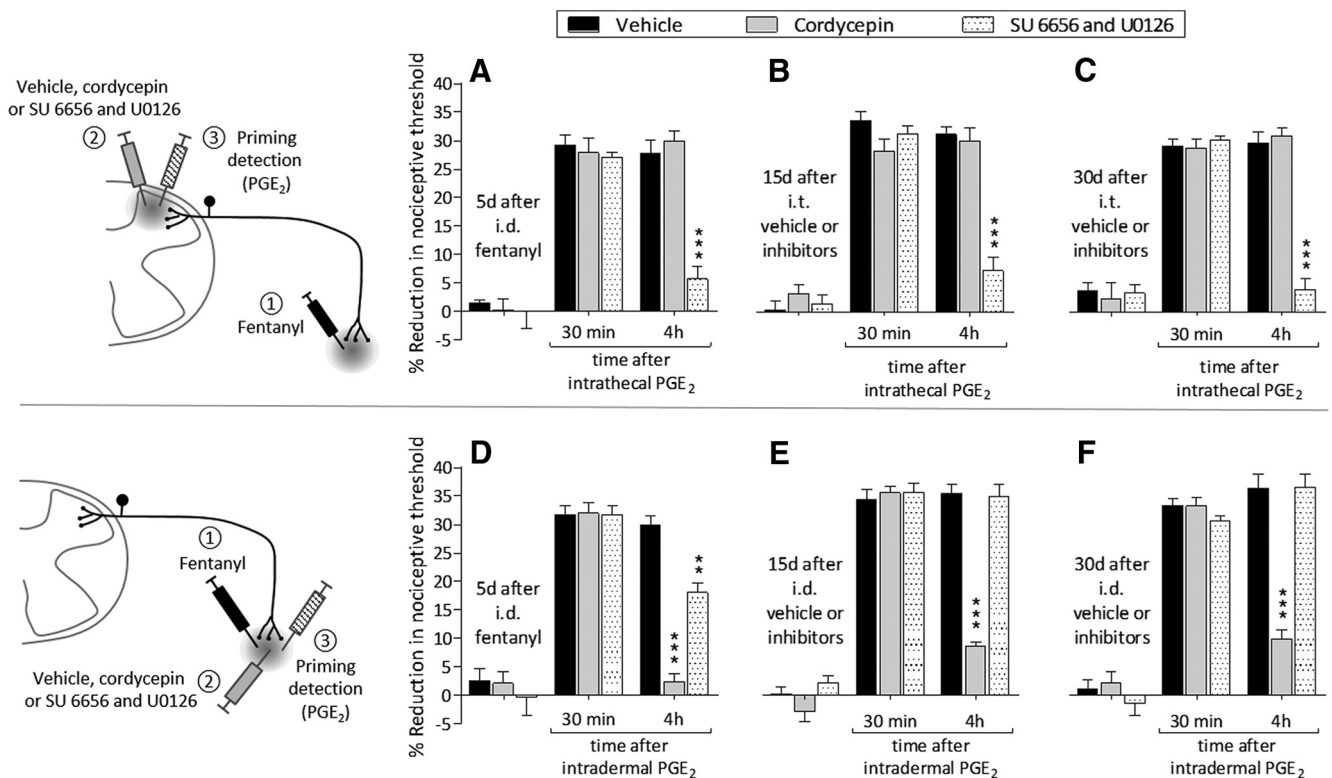 Vehicle Cordycepin SU 6656 and U0126
Vehicle, cordycepin
or SU 6656 and U0126
②
③ Priming
detection
(PGE₂)
①
Fentanyl
A
% Reduction in nociceptive threshold
40
35
30
25
20
15
10
5
0
-5
5d after
i.d.
fentanyl
***
30 min 4h
time after
intrathecal PGE₂
B
15d after
i.t.
vehicle or
inhibitors
***
30 min 4h
time after
intrathecal PGE₂
C
30d after
i.t.
vehicle or
inhibitors
***
30 min 4h
time after
intrathecal PGE₂
①
Fentanyl
③
Priming
detection
(PGE₂)
Vehicle, cordycepin ②
or SU 6656 and U0126
D
% Reduction in nociceptive threshold
40
35
30
25
20
15
10
5
0
-5
5d after
i.d.
fentanyl
***
**
30 min 4h
time after
intradermal PGE₂
E
15d after
i.d.
vehicle or
inhibitors
***
30 min 4h
time after
intradermal PGE₂
F
30d after
i.d.
vehicle or
inhibitors
***
30 min 4h
time after
intradermal PGE₂